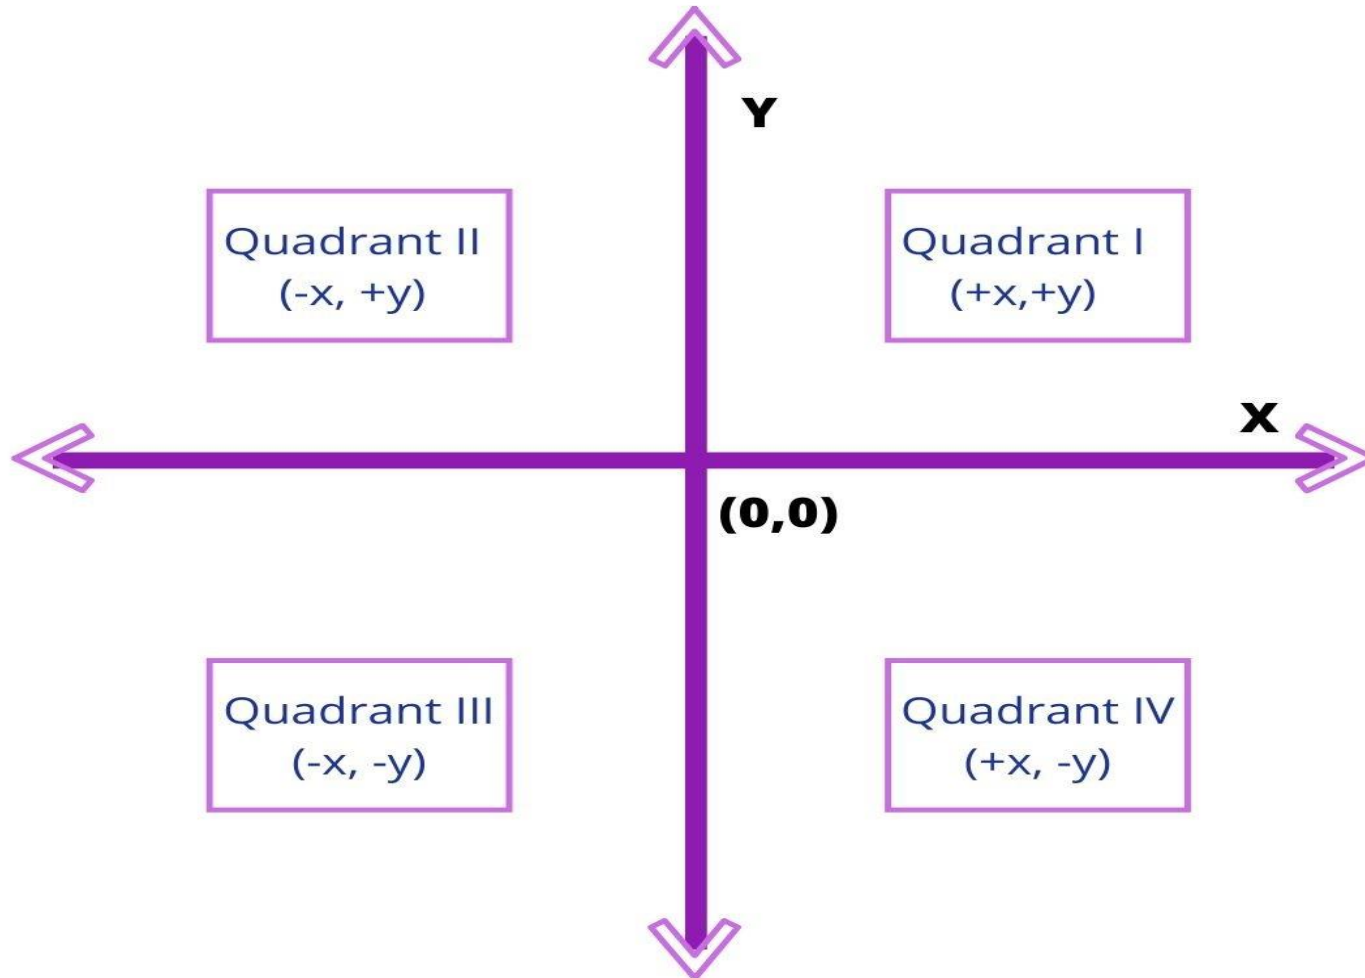 Y
Quadrant II
(-x, +y)
Quadrant I
(+x,+y)
X
(0,0)
Quadrant III
(-x, -y)
Quadrant IV
(+x, -y)